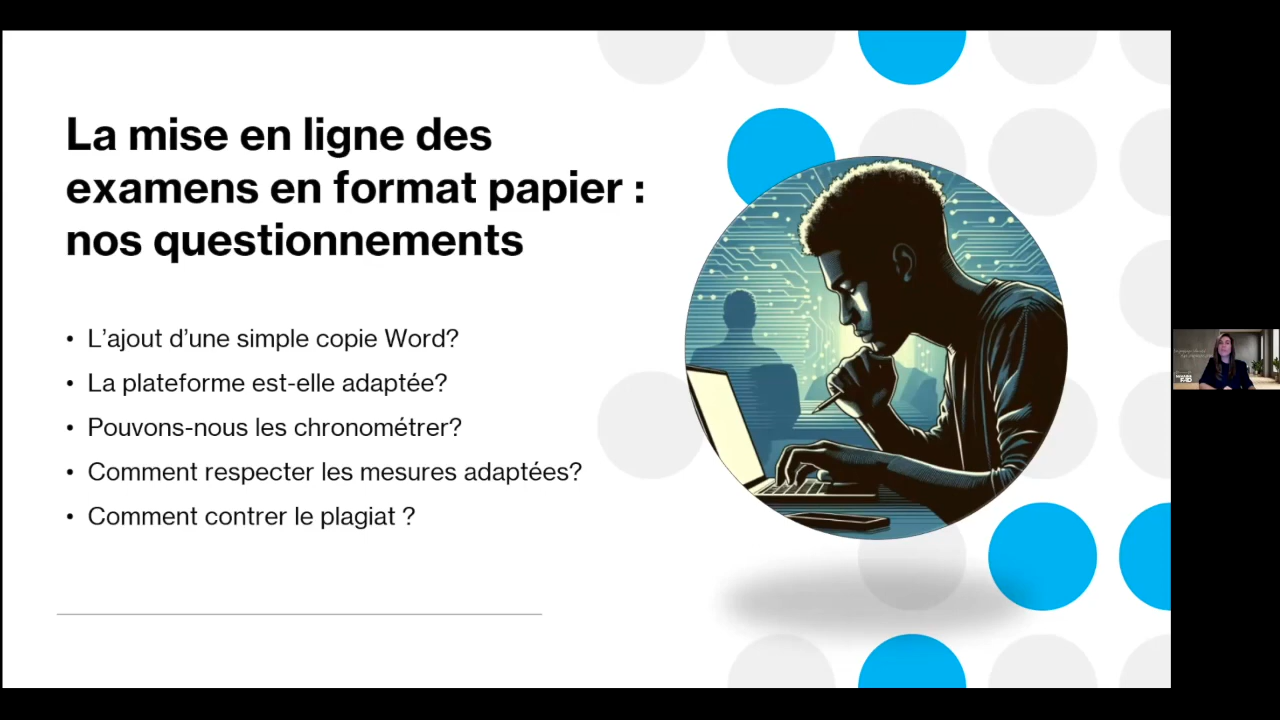 La mise en ligne des
examens en format papier :
nos questionnements
• L’ajout d’une simple copie Word?
• La plateforme est-elle adaptée?
• Pouvons-nous les chronométrer?
• Comment respecter les mesures adaptées?
• Comment contrer le plagiat ?